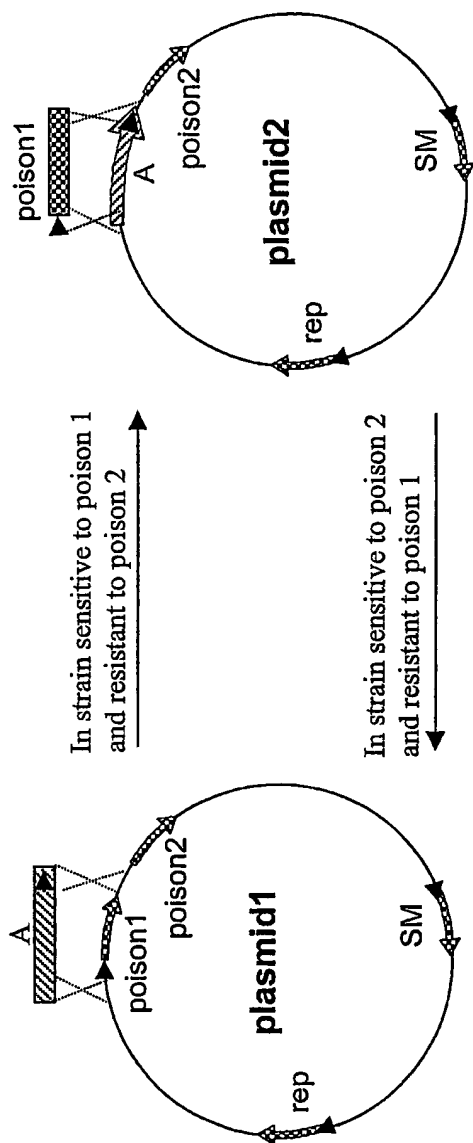 A
poison1
poison2
plasmid1
rep
SM
In strain sensitive to poison 1
and resistant to poison 2
In strain sensitive to poison 2
and resistant to poison 1
poison1
A
poison2
plasmid2
rep
SM